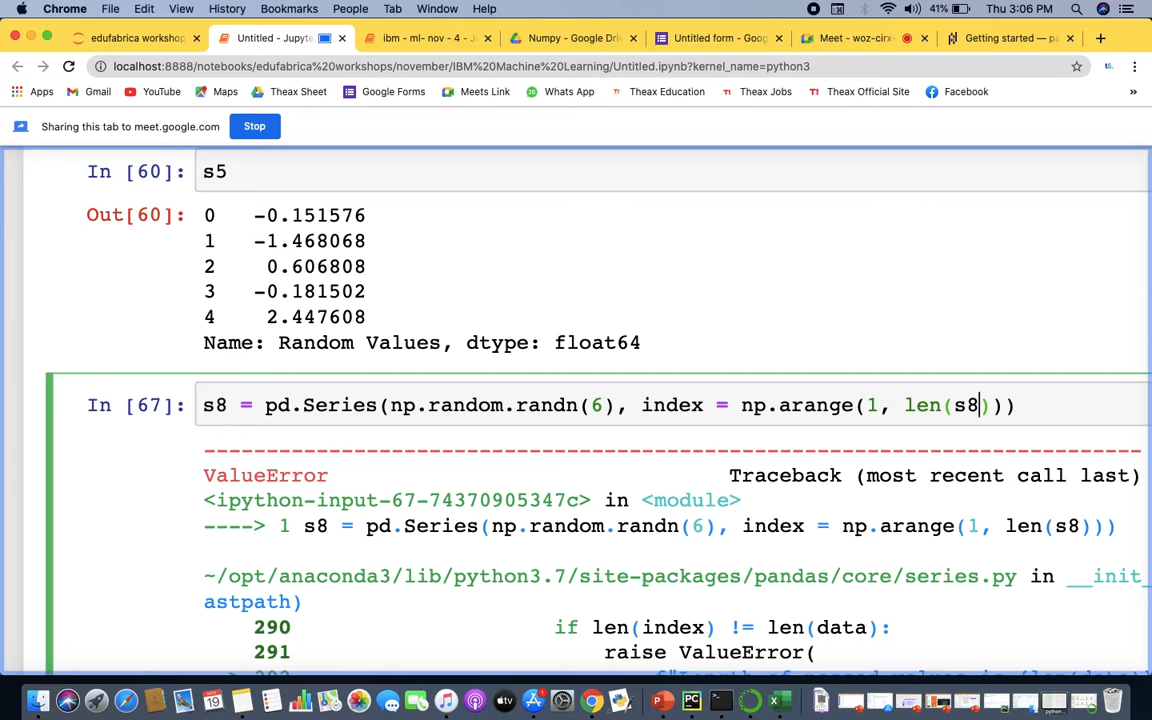 Chrome File Edit View History Bookmarks People Tab Window Help 41% Thu 3:06 PM
edufabrica workshop Untitled - Jupyte ibm - ml- nov - 4 - J Numpy - Google Driv Untitled form - Goog Meet - woz-cirx- Getting started — pa
localhost:8888/notebooks/edufabrica%20workshops/november/IBM%20Machine%20Learning/Untitled.ipynb?kernel_name=python3
Apps Gmail YouTube Maps Theax Sheet Google Forms Meets Link Whats App Theax Education Theax Jobs Theax Official Site Facebook »
Sharing this tab to meet.google.com Stop
In [60]: s5
Out[60]: 0 -0.151576
1 -1.468068
2 0.606808
3 -0.181502
4 2.447608
Name: Random Values, dtype: float64
In [67]: s8 = pd.Series(np.random.randn(6), index = np.arange(1, len(s8)))
---------------------------------------------------------------------------
ValueError Traceback (most recent call last)
<ipython-input-67-74370905347c> in <module>
----> 1 s8 = pd.Series(np.random.randn(6), index = np.arange(1, len(s8)))
~/opt/anaconda3/lib/python3.7/site-packages/pandas/core/series.py in __init_
astpath)
290 if len(index) != len(data):
291 raise ValueError(